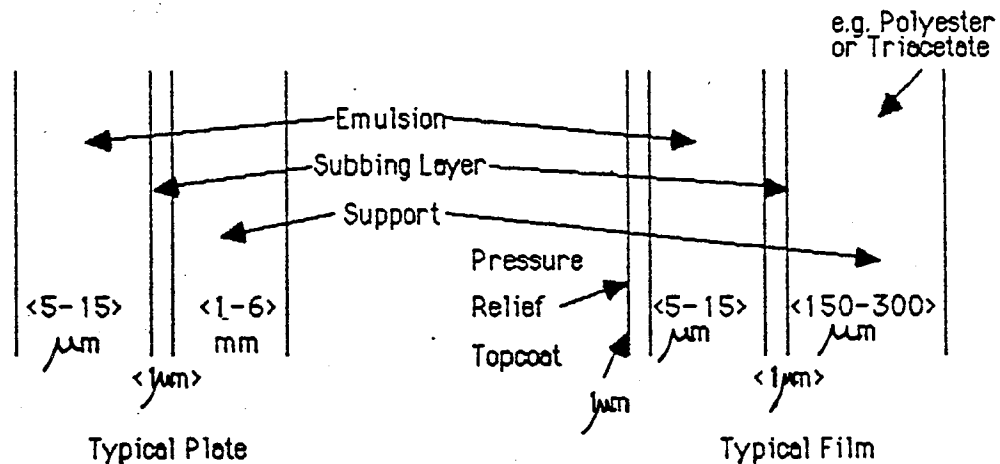 e.g. Polyester
or Triacetate
Emulsion
Subbing Layer
Support
Pressure
Relief
Topcoat
<5-15>
μm
<1-6>
mm
<1μm>
1μm
<5-15>
μm
<1μm>
<150-300>
μm
Typical Plate
Typical Film